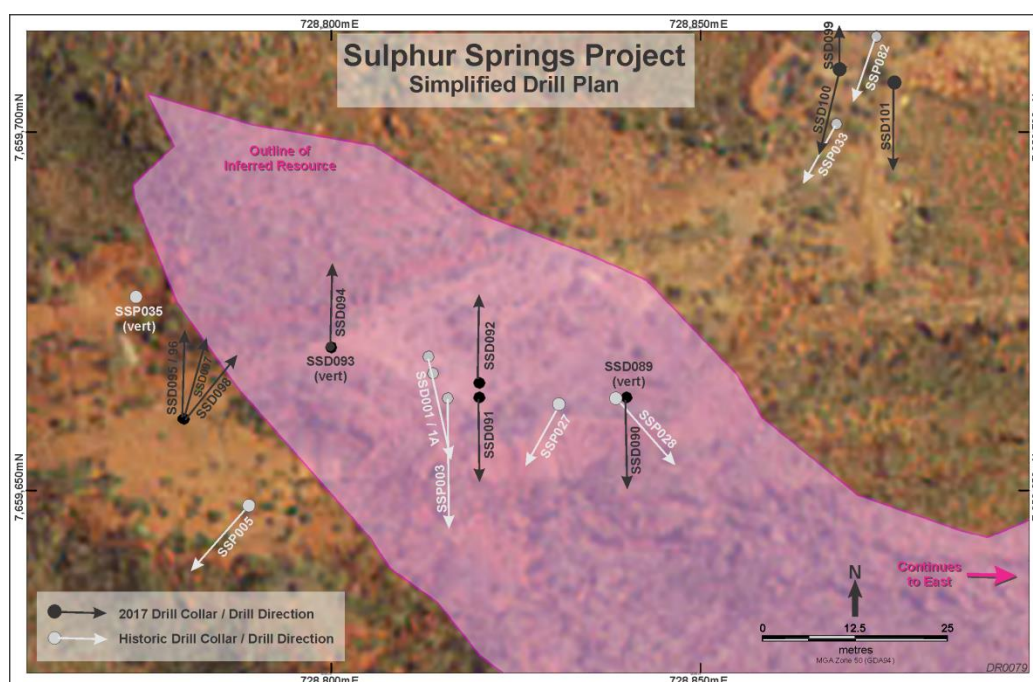 728,800mE
728,850mE
Sulphur Springs Project
Simplified Drill Plan
SSD099
SSP082
SSD100
SSD101
SSP033
7,659,700mN
Outline of
Inferred Resource
SSP035
(vert)
SSD094
SSD092
SSD095 / 96
SSD097
SSD098
SSD093
(vert)
SSD001 / 1A
SSD091
SSP003
SSP027
SSD089
(vert)
SSP028
SSD090
7,659,650mN
SSP005
Continues
to East
N
2017 Drill Collar / Drill Direction
Historic Drill Collar / Drill Direction
0 12.5 25
metres
MGA Zone 50 (GDA94)
728,800mE
728,850mE
DR0079